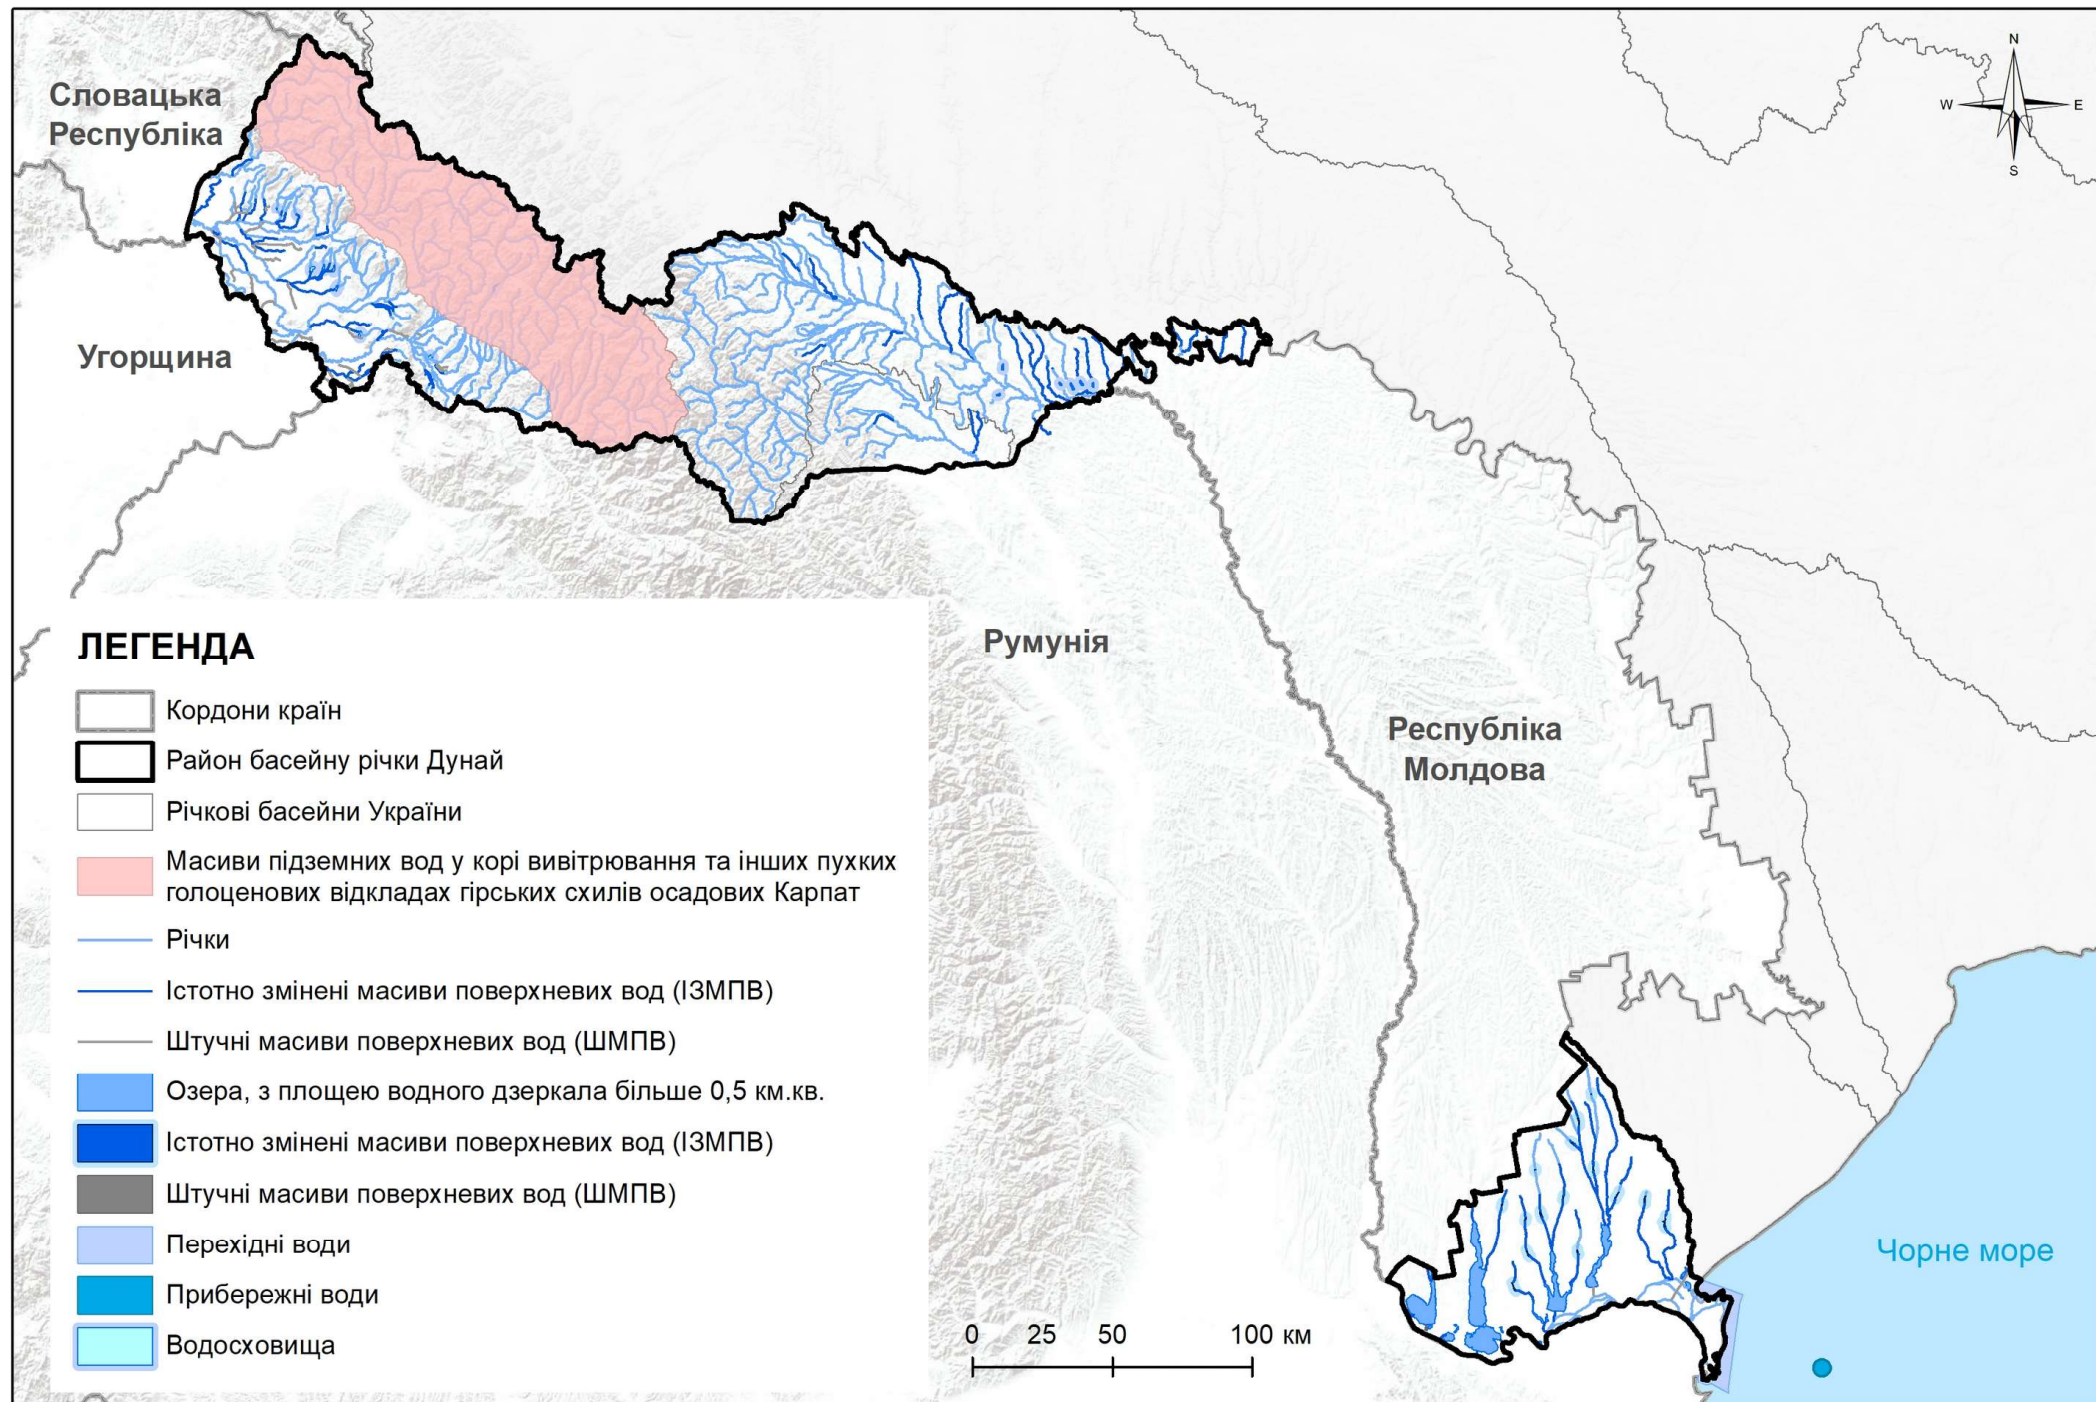 N
W
E
S
Словацька
Республіка
Угорщина
Румунія
Республіка
Молдова
Чорне море
ЛЕГЕНДА
Кордони країн
Район басейну річки Дунай
Річкові басейни України
Масиви підземних вод у корі вивітрювання та інших пухких
голоценових відкладах гірських схилів осадових Карпат
Річки
Істотно змінені масиви поверхневих вод (ІЗМПВ)
Штучні масиви поверхневих вод (ШМПВ)
Озера, з площею водного дзеркала більше 0,5 км.кв.
Істотно змінені масиви поверхневих вод (ІЗМПВ)
Штучні масиви поверхневих вод (ШМПВ)
Перехідні води
Прибережні води
Водосховища
0 25 50 100 км